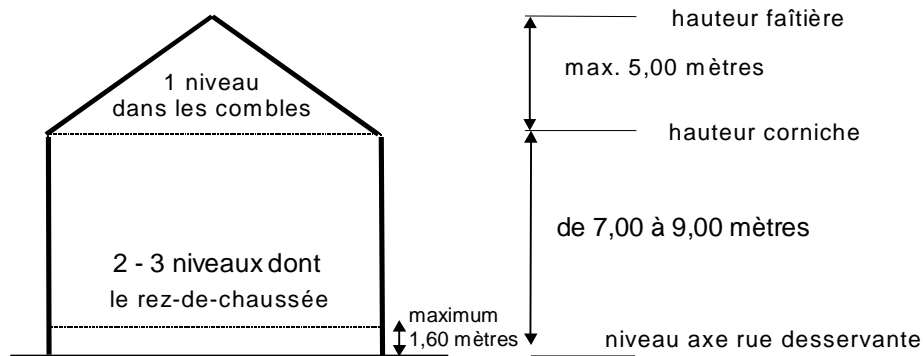 hauteur faîtière
max. 5,00 mètres
1 niveau
dans les combles
hauteur corniche
de 7,00 à 9,00 mètres
2 - 3 niveaux dont
le rez-de-chaussée
maximum
1,60 mètres
niveau axe rue desservante